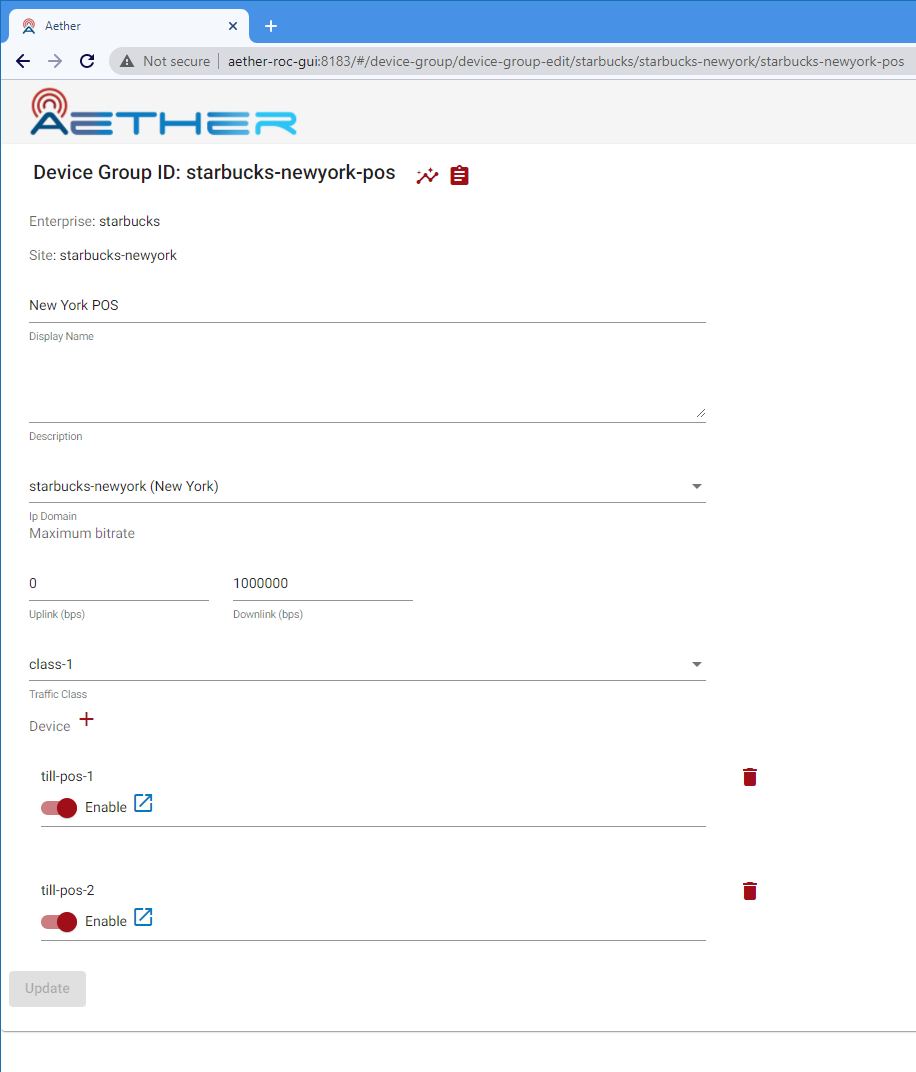 Aether
Not secure aether-roc-gui:8183/#/device-group/device-group-edit/starbucks/starbucks-newyork/starbucks-newyork-pos
AETHER
Device Group ID: starbucks-newyork-pos
Enterprise: starbucks
Site: starbucks-newyork
New York POS
Display Name
Description
starbucks-newyork (New York)
Ip Domain
Maximum bitrate
0 1000000
Uplink (bps) Downlink (bps)
class-1
Traffic Class
Device
till-pos-1
Enable
till-pos-2
Enable
Update